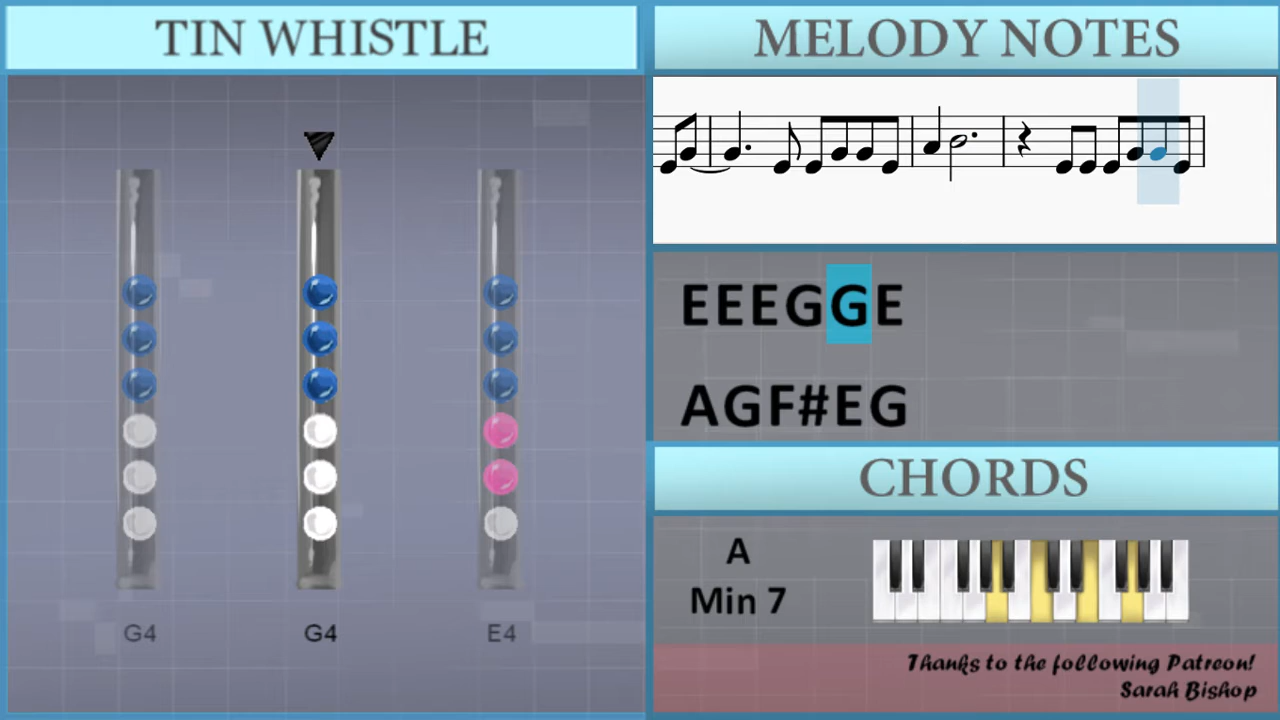 TIN WHISTLE
G4
G4
E4
MELODY NOTES
EEEGGE
AGF#EG
CHORDS
A
Min 7
Thanks to the following Patreon!
Sarah Bishop